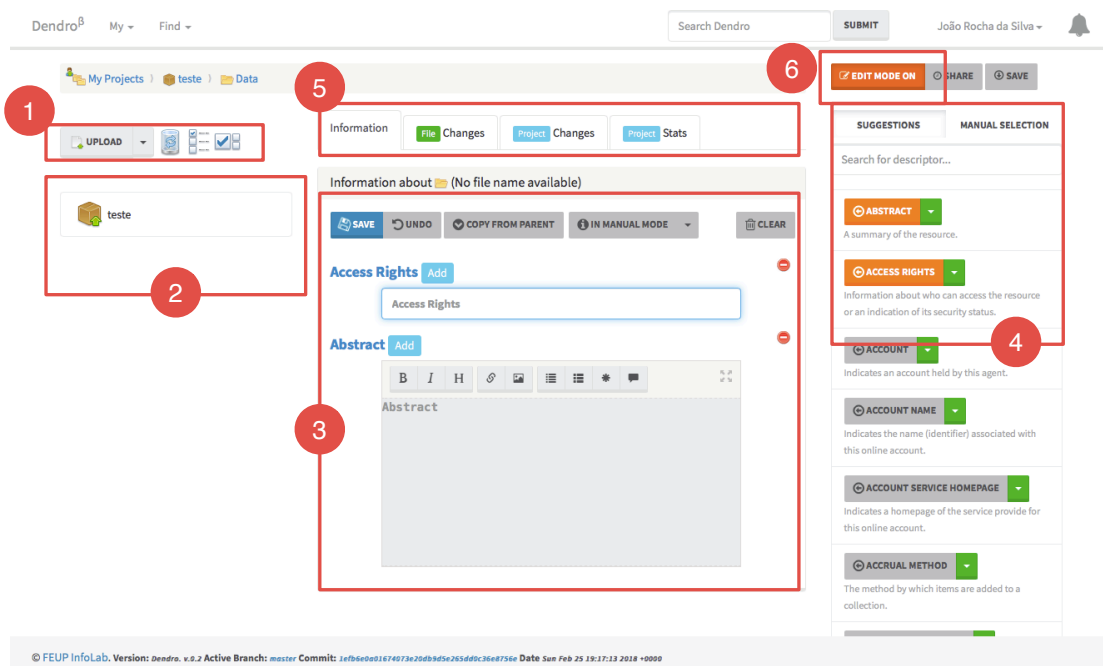 Dendroβ My Find
Search Dendro SUBMIT João Rocha da Silva
My Projects teste Data
6
EDIT MODE ON SHARE SAVE
5
1
UPLOAD
Information File Changes Project Changes Project Stats
SUGGESTIONS MANUAL SELECTION
Search for descriptor...
Information about (No file name available)
teste
2
SAVE UNDO COPY FROM PARENT IN MANUAL MODE CLEAR
Access Rights Add
Access Rights
Abstract Add
B I H
Abstract
3
ABSTRACT
A summary of the resource.
ACCESS RIGHTS
Information about who can access the resource
or an indication of its security status.
4
ACCOUNT
Indicates an account held by this agent.
ACCOUNT NAME
Indicates the name (identifier) associated with
this online account.
ACCOUNT SERVICE HOMEPAGE
Indicates a homepage of the service provide for
this online account.
ACCRUAL METHOD
The method by which items are added to a
collection.
© FEUP InfoLab. Version: Dendro. v.0.2 Active Branch: master Commit: 1efb6e0a01674073e20db9d5e265dd0c36e8756e Date Sun Feb 25 19:17:13 2018 +0000